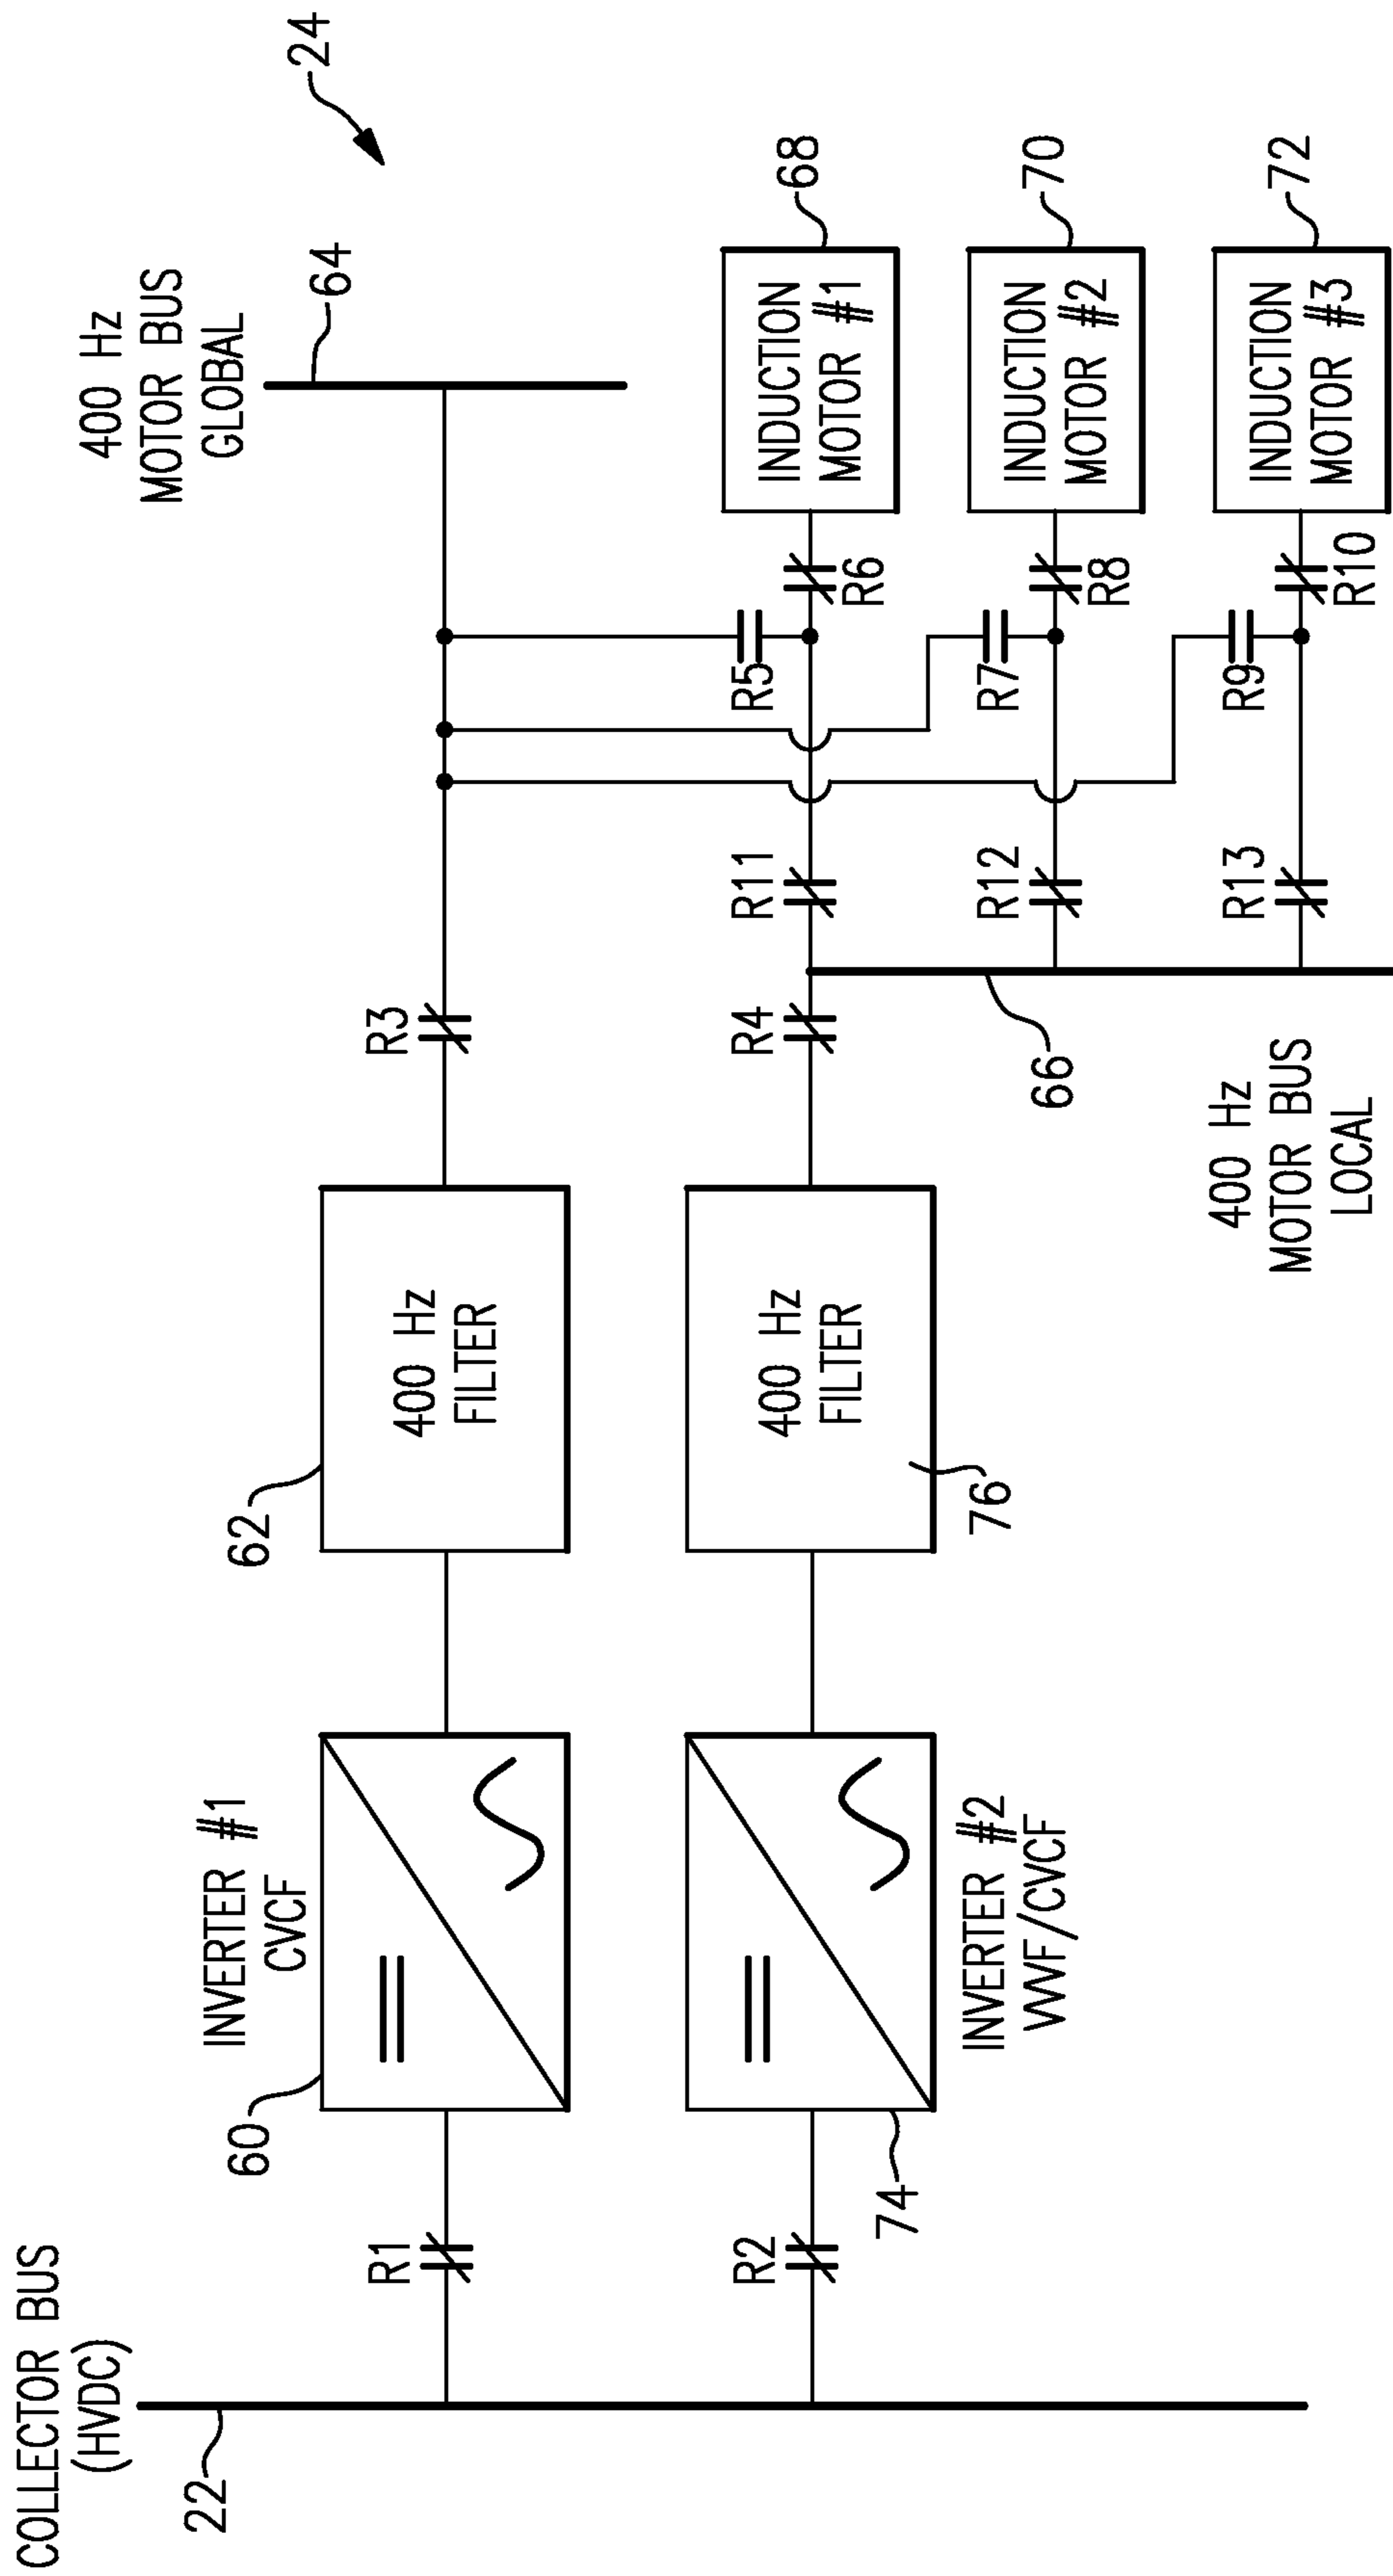 COLLECTOR BUS
(HVDC)
22
R1
60
INVERTER #1
CVCF
62
400 Hz
FILTER
R3
400 Hz
MOTOR BUS
GLOBAL
64
24
R2
74
INVERTER #2
VVVF/CVCF
76
400 Hz
FILTER
R4
66
400 Hz
MOTOR BUS
LOCAL
R11
R5
R6
INDUCTION
MOTOR #1
68
R12
R7
R8
INDUCTION
MOTOR #2
70
R13
R9
R10
INDUCTION
MOTOR #3
72